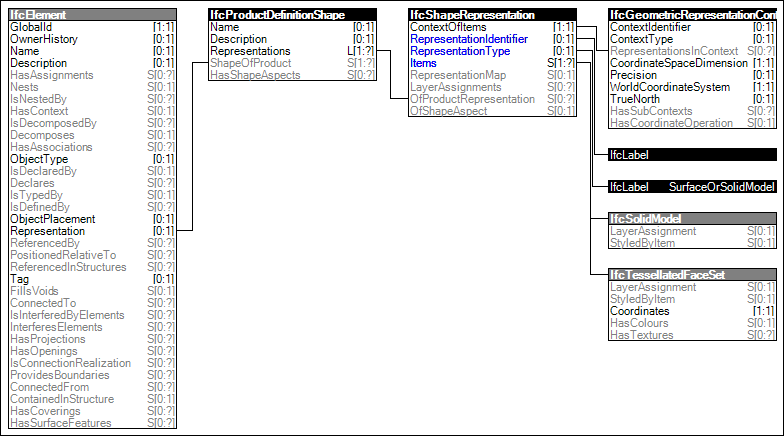 IfcElement
GlobalId [1:1]
OwnerHistory [0:1]
Name [0:1]
Description [0:1]
HasAssignments S[0:?]
Nests S[0:1]
IsNestedBy S[0:?]
HasContext S[0:1]
IsDecomposedBy S[0:?]
Decomposes S[0:1]
HasAssociations S[0:?]
ObjectType [0:1]
IsDeclaredBy S[0:1]
Declares S[0:?]
IsTypedBy S[0:1]
IsDefinedBy S[0:?]
ObjectPlacement [0:1]
Representation [0:1]
ReferencedBy S[0:?]
PositionedRelativeTo S[0:?]
ReferencedInStructures S[0:?]
Tag [0:1]
FillsVoids S[0:1]
ConnectedTo S[0:?]
IsInterferedByElements S[0:?]
InterferesElements S[0:?]
HasProjections S[0:?]
HasOpenings S[0:?]
IsConnectionRealization S[0:?]
ProvidesBoundaries S[0:?]
ConnectedFrom S[0:?]
ContainedInStructure S[0:1]
HasCoverings S[0:?]
HasSurfaceFeatures S[0:?]
IfcProductDefinitionShape
Name [0:1]
Description [0:1]
Representations L[1:?]
ShapeOfProduct S[1:?]
HasShapeAspects S[0:?]
IfcShapeRepresentation
ContextOfItems [1:1]
RepresentationIdentifier [0:1]
RepresentationType [0:1]
Items S[1:?]
RepresentationMap S[0:1]
LayerAssignments S[0:?]
OfProductRepresentation S[0:?]
OfShapeAspect S[0:1]
IfcGeometricRepresentationCon
ContextIdentifier [0:1]
ContextType [0:1]
RepresentationsInContext S[0:?]
CoordinateSpaceDimension [1:1]
Precision [0:1]
WorldCoordinateSystem [1:1]
TrueNorth [0:1]
HasSubContexts S[0:?]
HasCoordinateOperation S[0:1]
IfcLabel
IfcLabel SurfaceOrSolidModel
IfcSolidModel
LayerAssignment S[0:1]
StyledByItem S[0:1]
IfcTessellatedFaceSet
LayerAssignment S[0:1]
StyledByItem S[0:1]
Coordinates [1:1]
HasColours S[0:1]
HasTextures S[0:?]